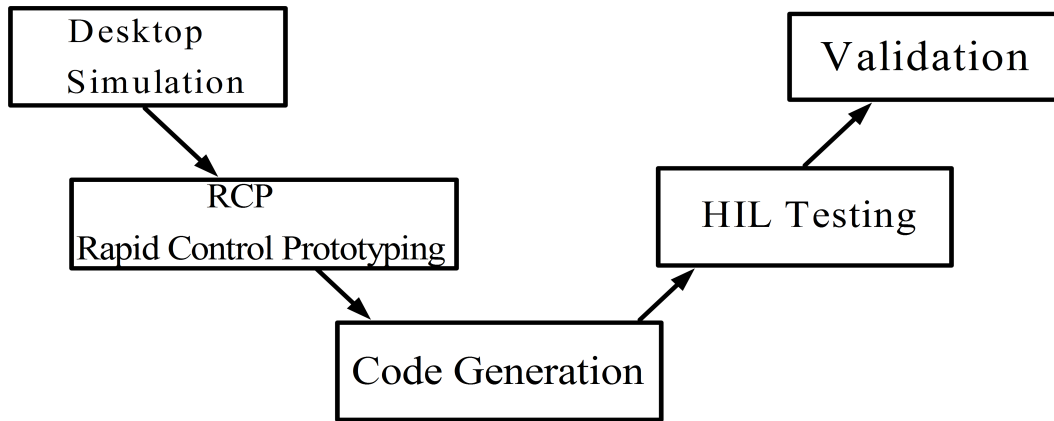 Desktop
Simulation
RCP
Rapid Control Prototyping
Code Generation
HIL Testing
Validation